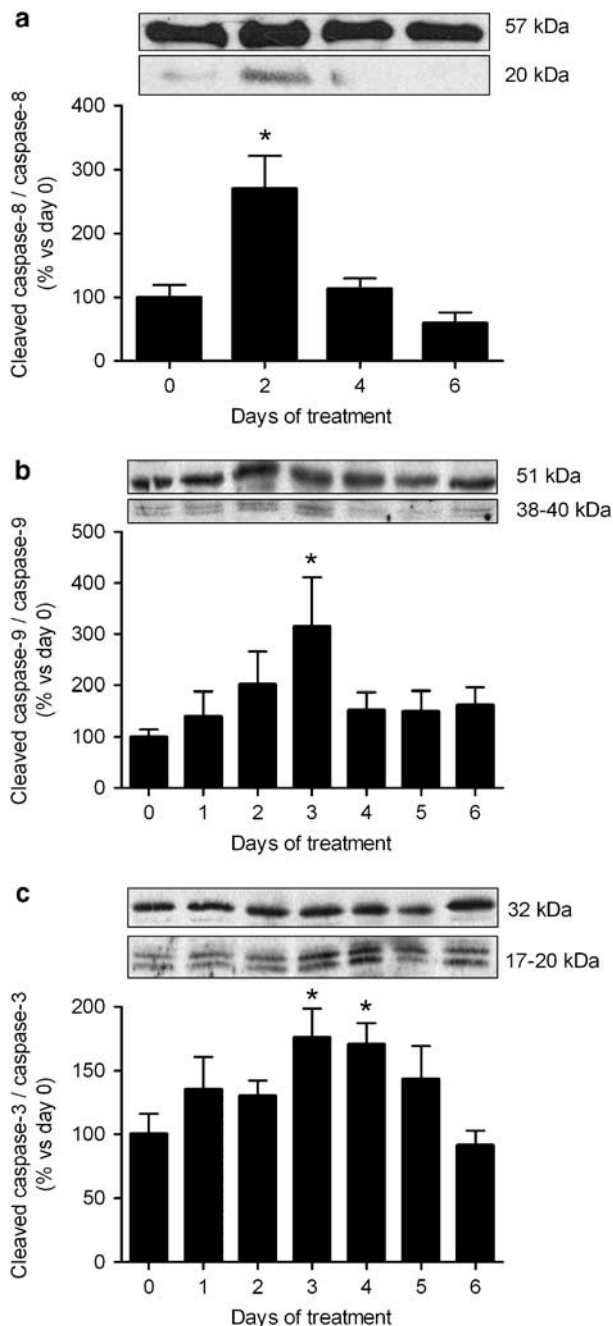 a
57 kDa
20 kDa
Cleaved caspase-8 / caspase-8
(% vs day 0)
400
300
200
100
0
*
0 2 4 6
Days of treatment
b
51 kDa
38-40 kDa
Cleaved caspase-9 / caspase-9
(% vs day 0)
500
400
300
200
100
0
*
0 1 2 3 4 5 6
Days of treatment
c
32 kDa
17-20 kDa
Cleaved caspase-3 / caspase-3
(% vs day 0)
200
150
100
50
0
* *
0 1 2 3 4 5 6
Days of treatment